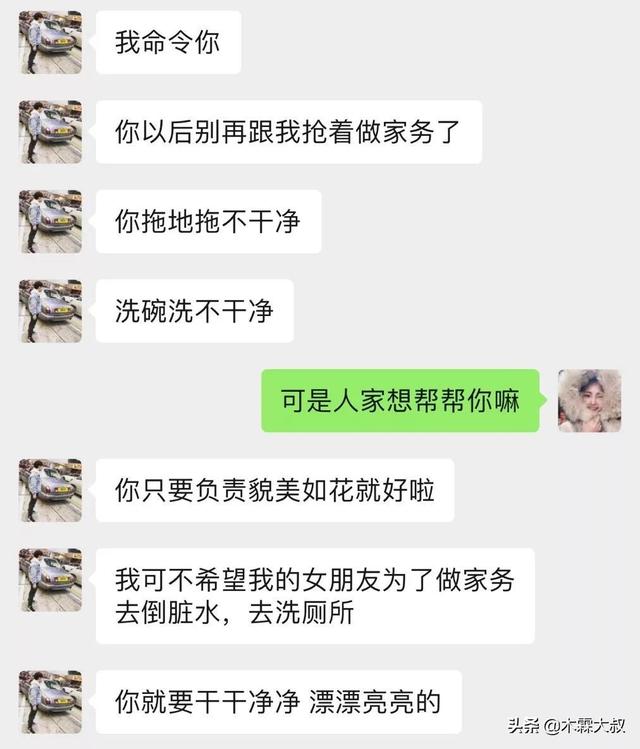 我命令你
你以后别再跟我抢着做家务了
你拖地拖不干净
洗碗洗不干净
可是人家想帮帮你嘛
你只要负责貌美如花就好啦
我可不希望我的女朋友为了做家务
去倒脏水，去洗厕所
你就要干干净净 漂漂亮亮的
头条 @木霖大叔